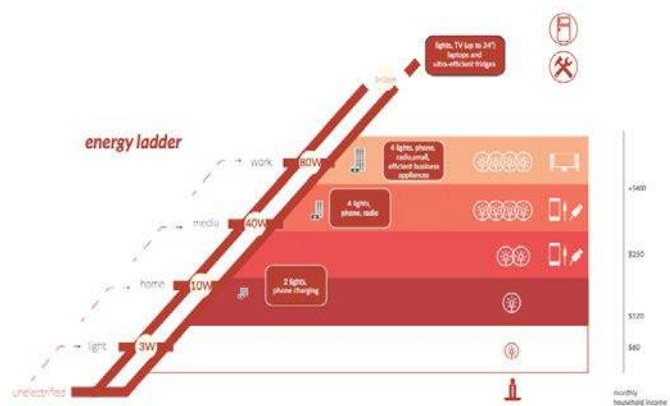 lights, TV (up to 34")
laptops and
ultra-efficient fridges
energy ladder
work
80W
4 lights, phone,
radio,small,
efficient business
appliances
>$400
media
40W
4 lights,
phone, radio
$250
home
10W
2 lights,
phone charging
$120
light
3W
$60
unelectrified
monthly
household income